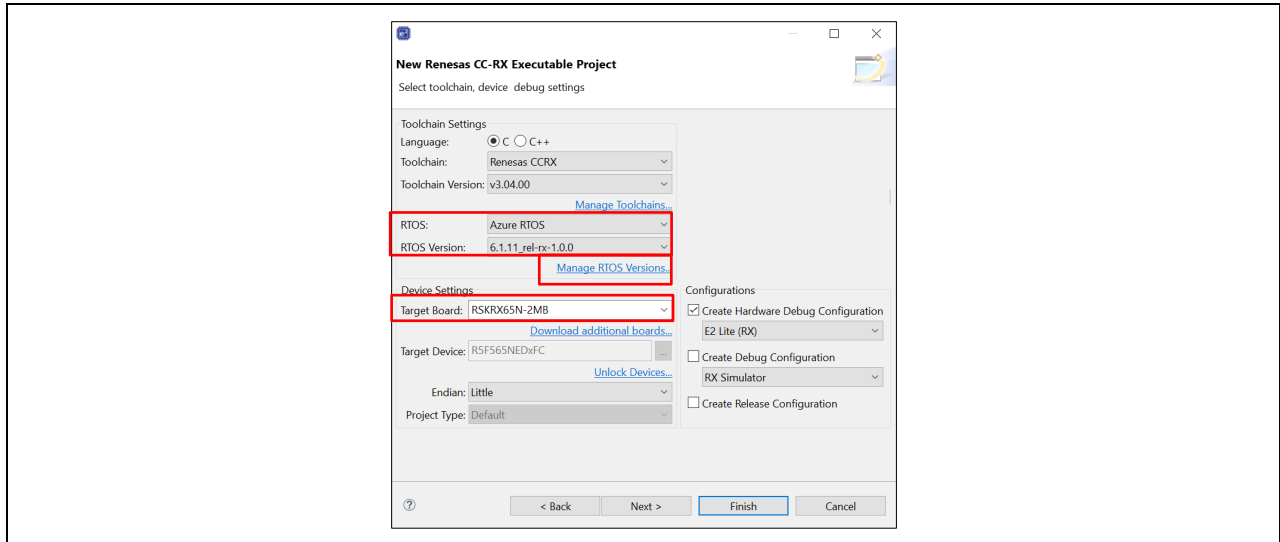 New Renesas CC-RX Executable Project
Select toolchain, device debug settings
Toolchain Settings
Language: C C++
Toolchain: Renesas CCRX
Toolchain Version: v3.04.00
Manage Toolchains...
RTOS: Azure RTOS
RTOS Version: 6.1.11_rel-rx-1.0.0
Manage RTOS Versions...
Device Settings
Target Board: RSKRX65N-2MB
Download additional boards...
Target Device: R5F565NEDxFC ...
Unlock Devices...
Endian: Little
Project Type: Default
Configurations
Create Hardware Debug Configuration
E2 Lite (RX)
Create Debug Configuration
RX Simulator
Create Release Configuration
? < Back Next > Finish Cancel